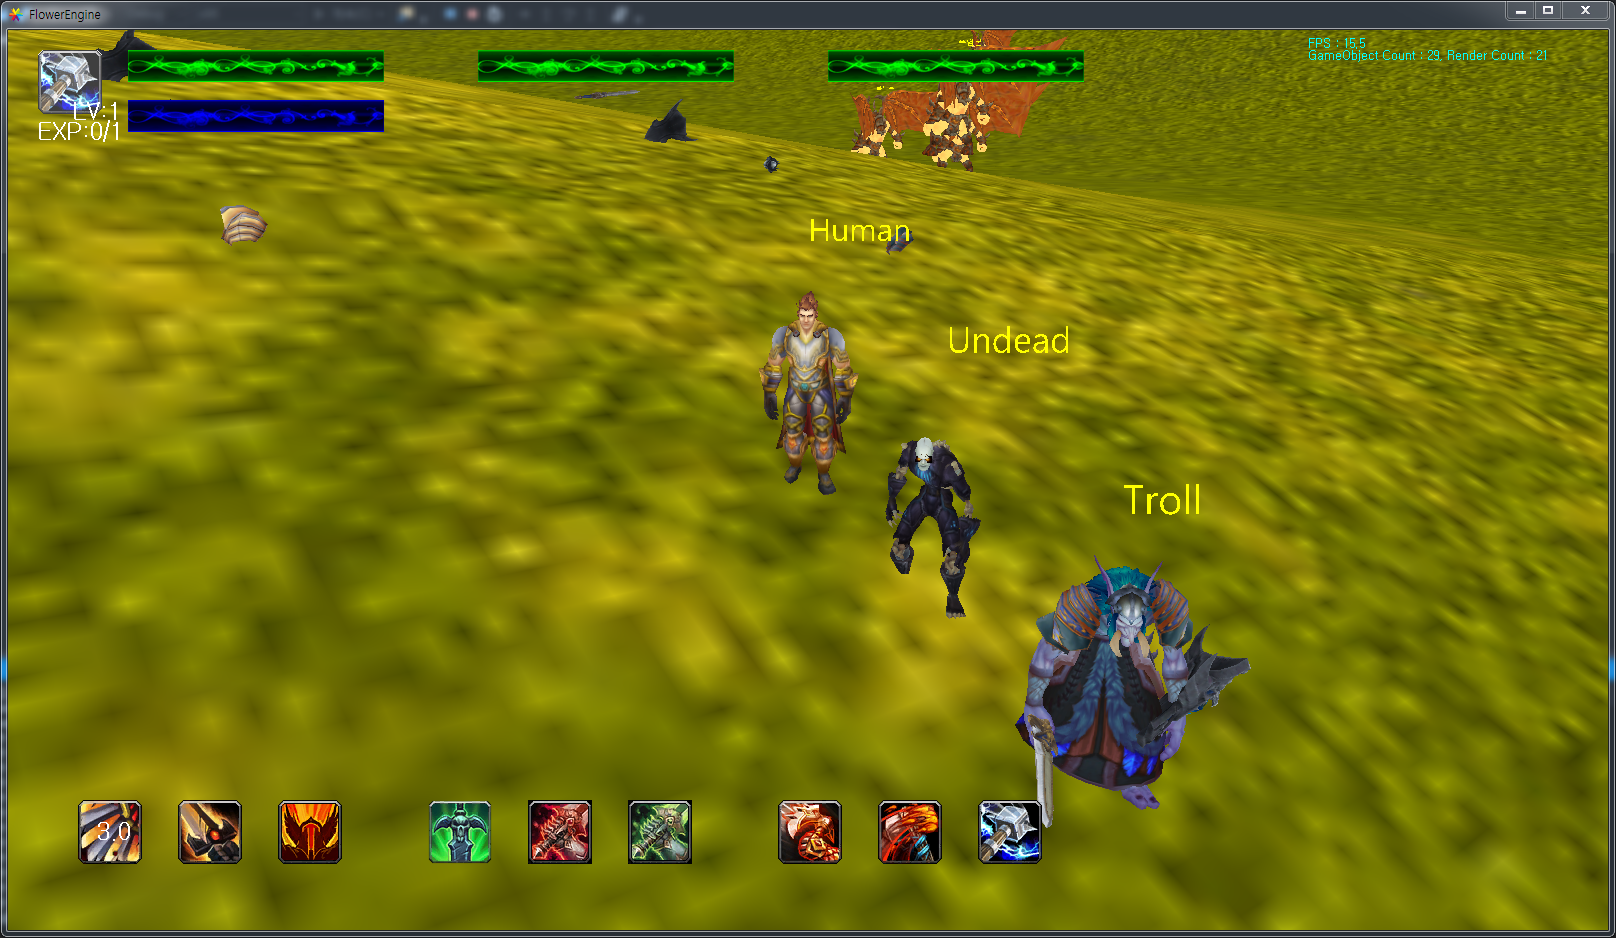 FlowerEngine
FPS : 15.5
GameObject Count : 29, Render Count : 21
LV:1
EXP:0/1
Human
Undead
Troll
3.0